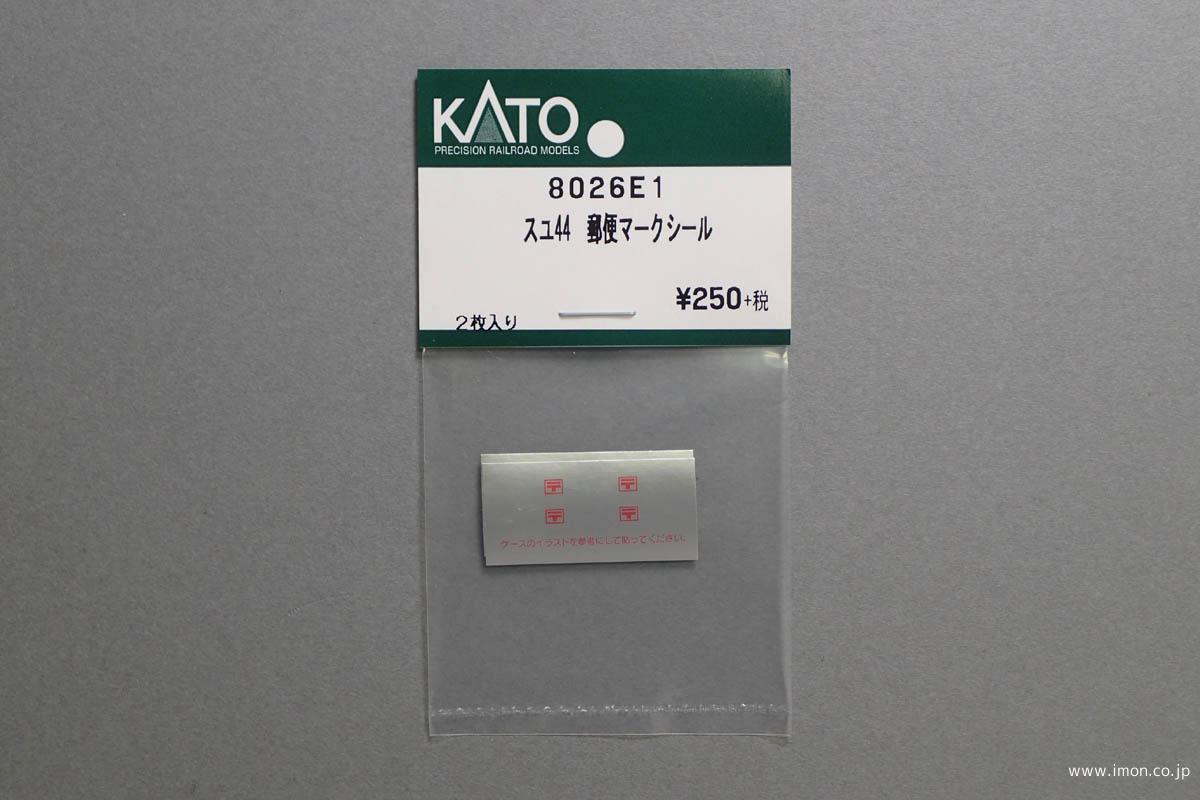 KATO
PRECISION RAILROAD MODELS
8026E1
スユ44 郵便マークシール
¥250+税
2枚入り
〒 〒
〒 〒
ケースのイラストを参考にして貼ってください。
www.imon.co.jp